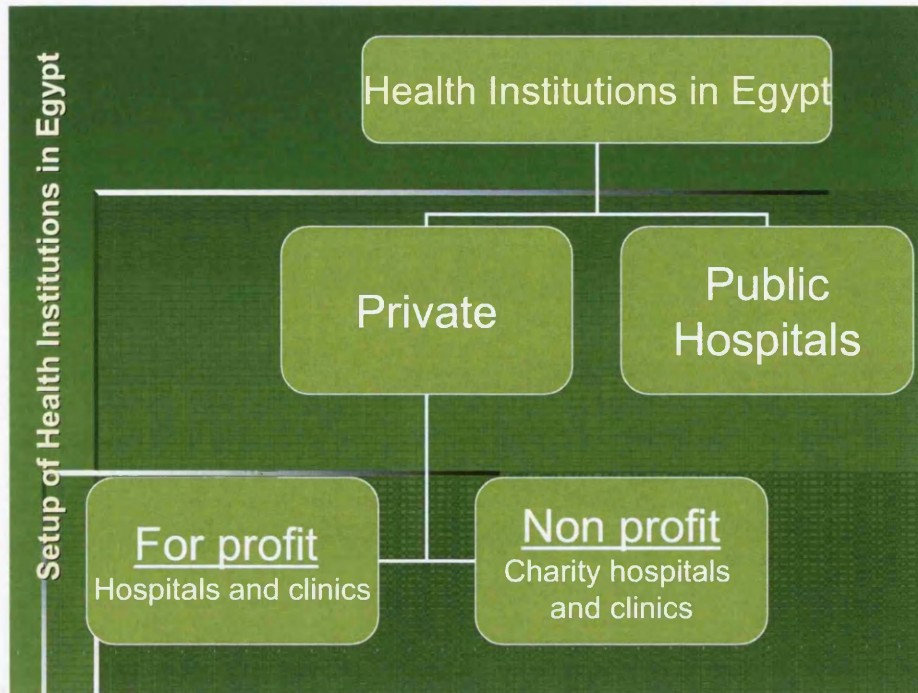 Setup of Health Institutions in Egypt
Health Institutions in Egypt
Private
Public
Hospitals
For profit
Hospitals and clinics
Non profit
Charity hospitals
and clinics